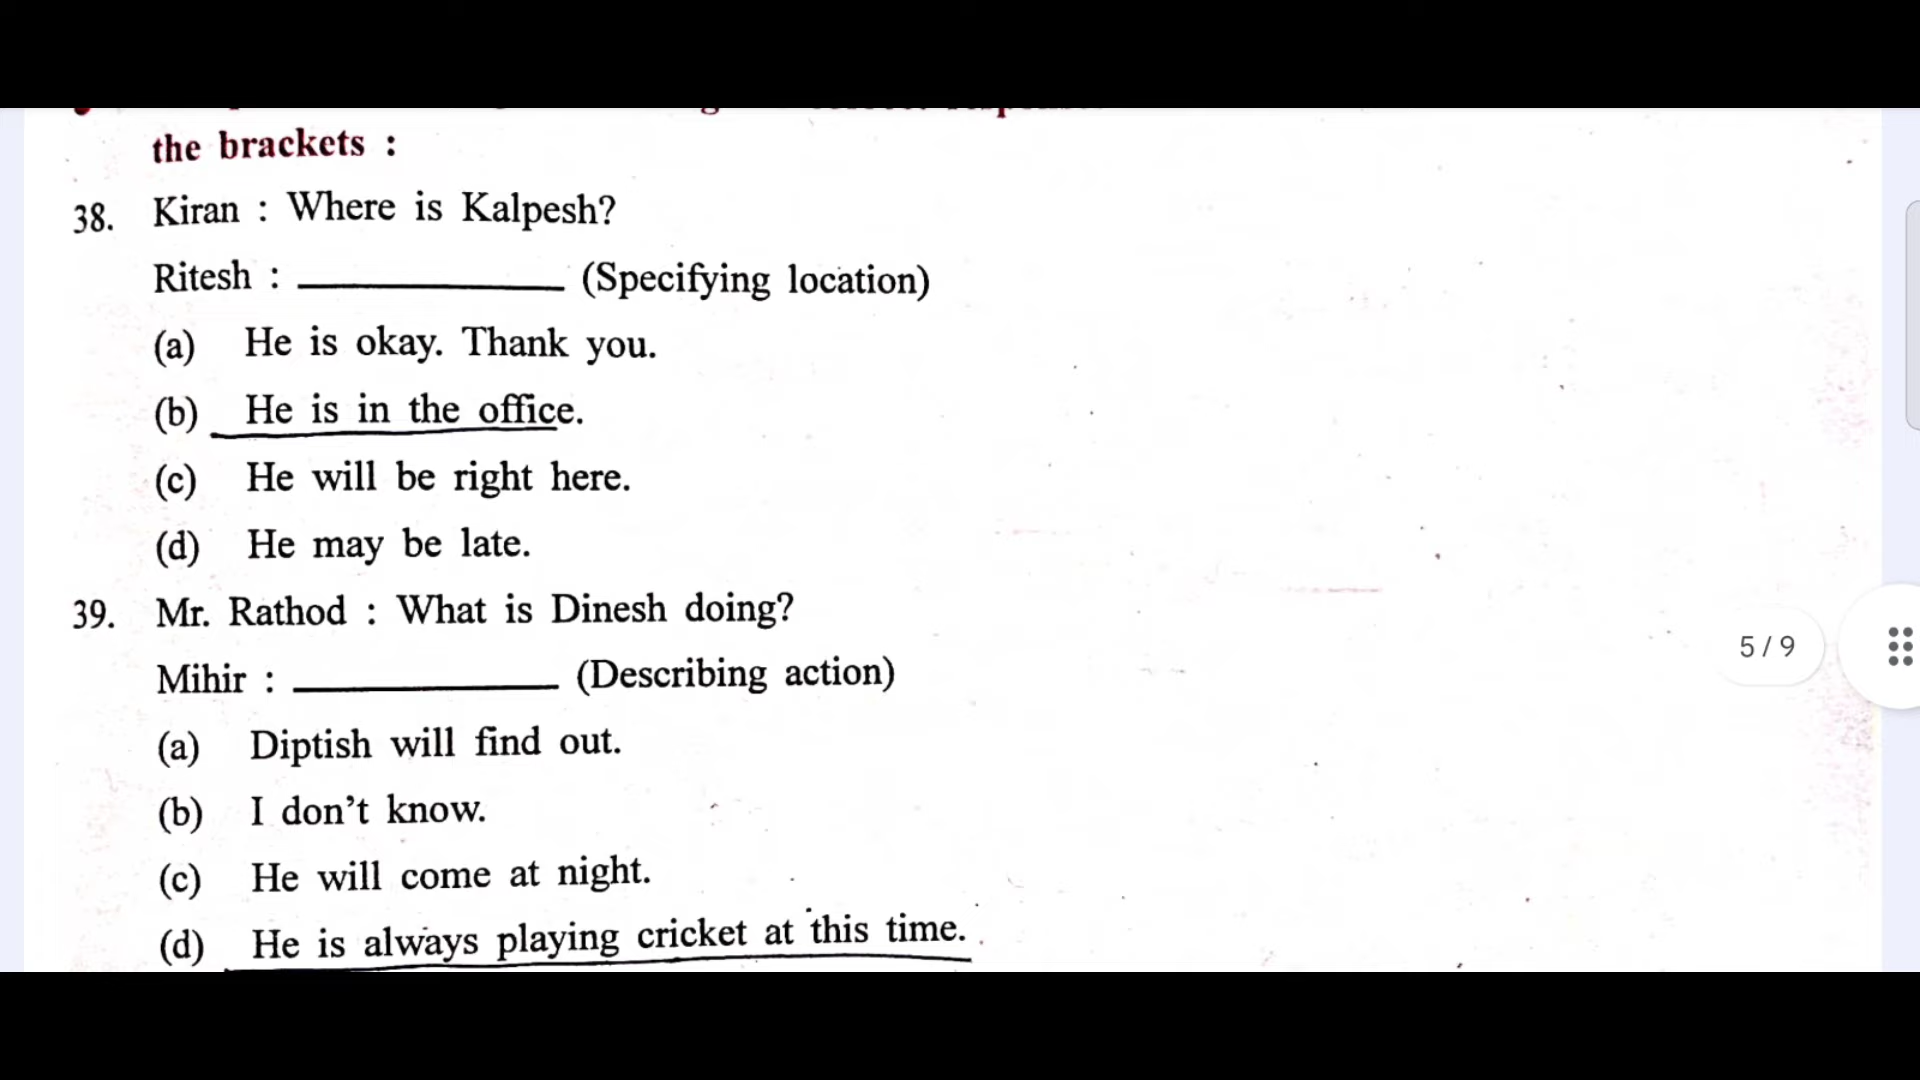 the brackets :
38. Kiran : Where is Kalpesh?
Ritesh : ____________ (Specifying location)
(a) He is okay. Thank you.
(b) He is in the office.
(c) He will be right here.
(d) He may be late.
39. Mr. Rathod : What is Dinesh doing?
Mihir : ____________ (Describing action)
(a) Diptish will find out.
(b) I don't know.
(c) He will come at night.
(d) He is always playing cricket at this time.
5 / 9